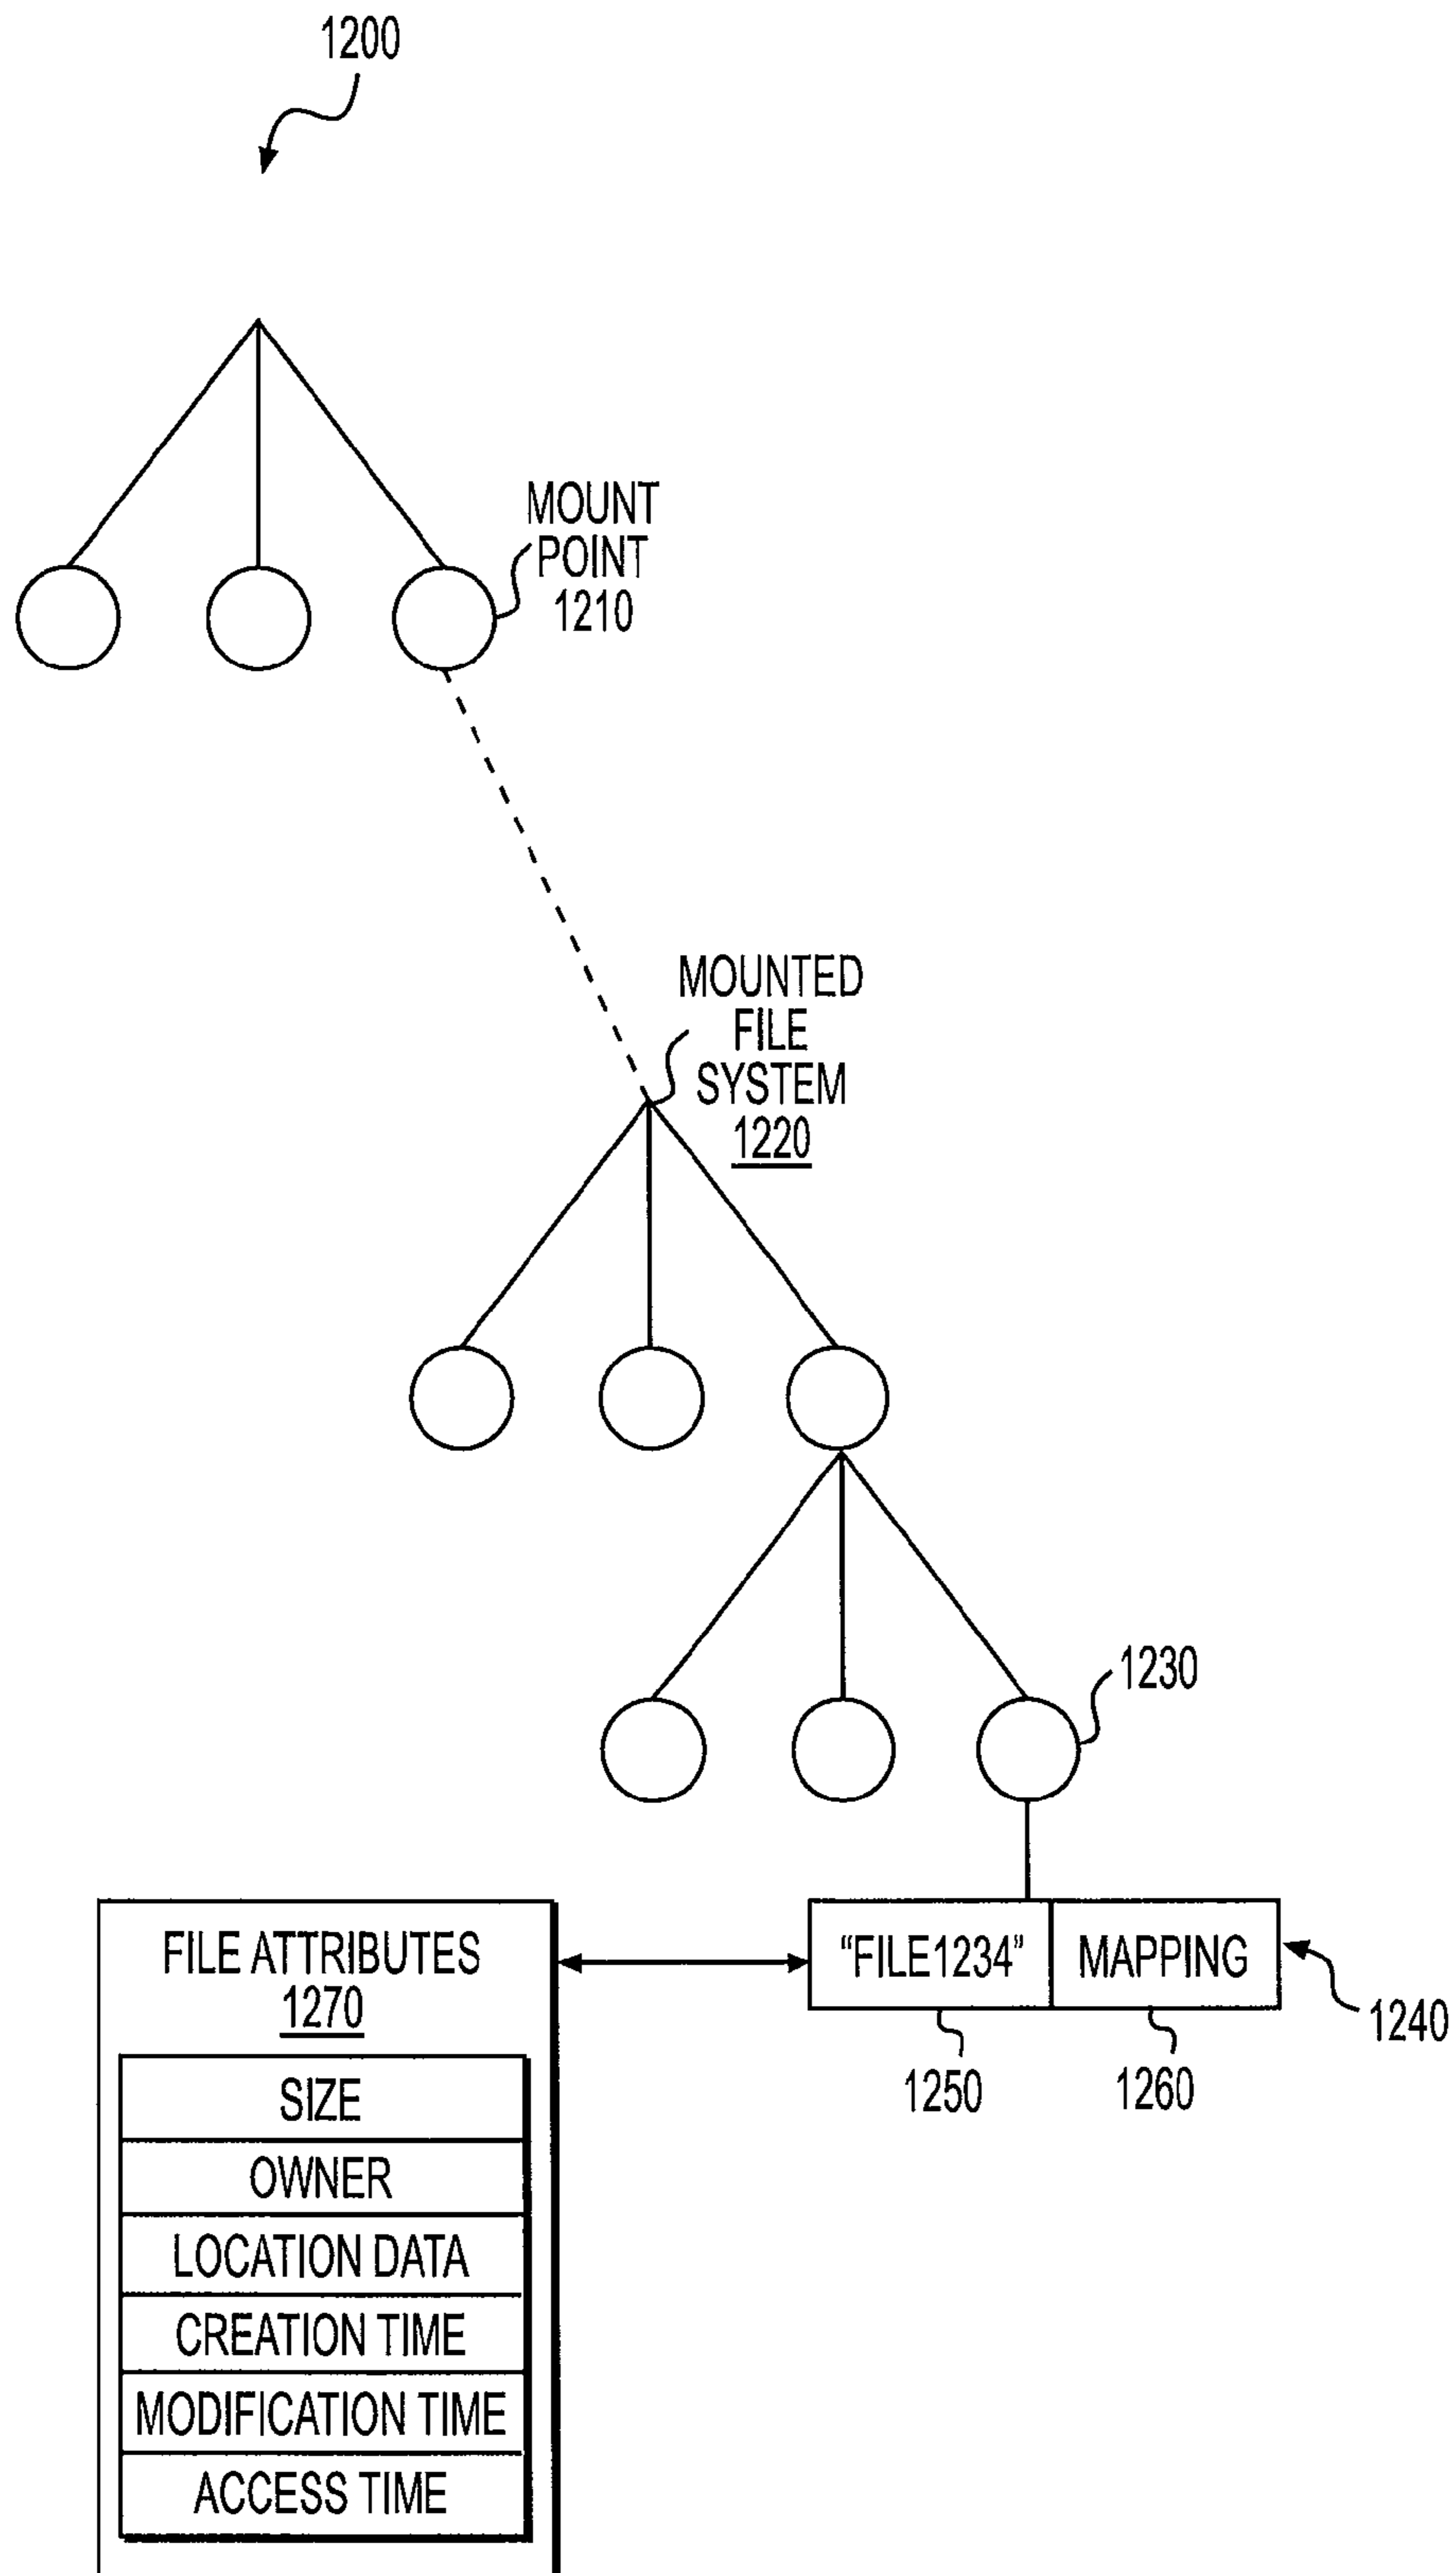 1200
MOUNT
POINT
1210
MOUNTED
FILE
SYSTEM
1220
1230
"FILE1234" MAPPING
1240
1250 1260
FILE ATTRIBUTES
1270
SIZE
OWNER
LOCATION DATA
CREATION TIME
MODIFICATION TIME
ACCESS TIME